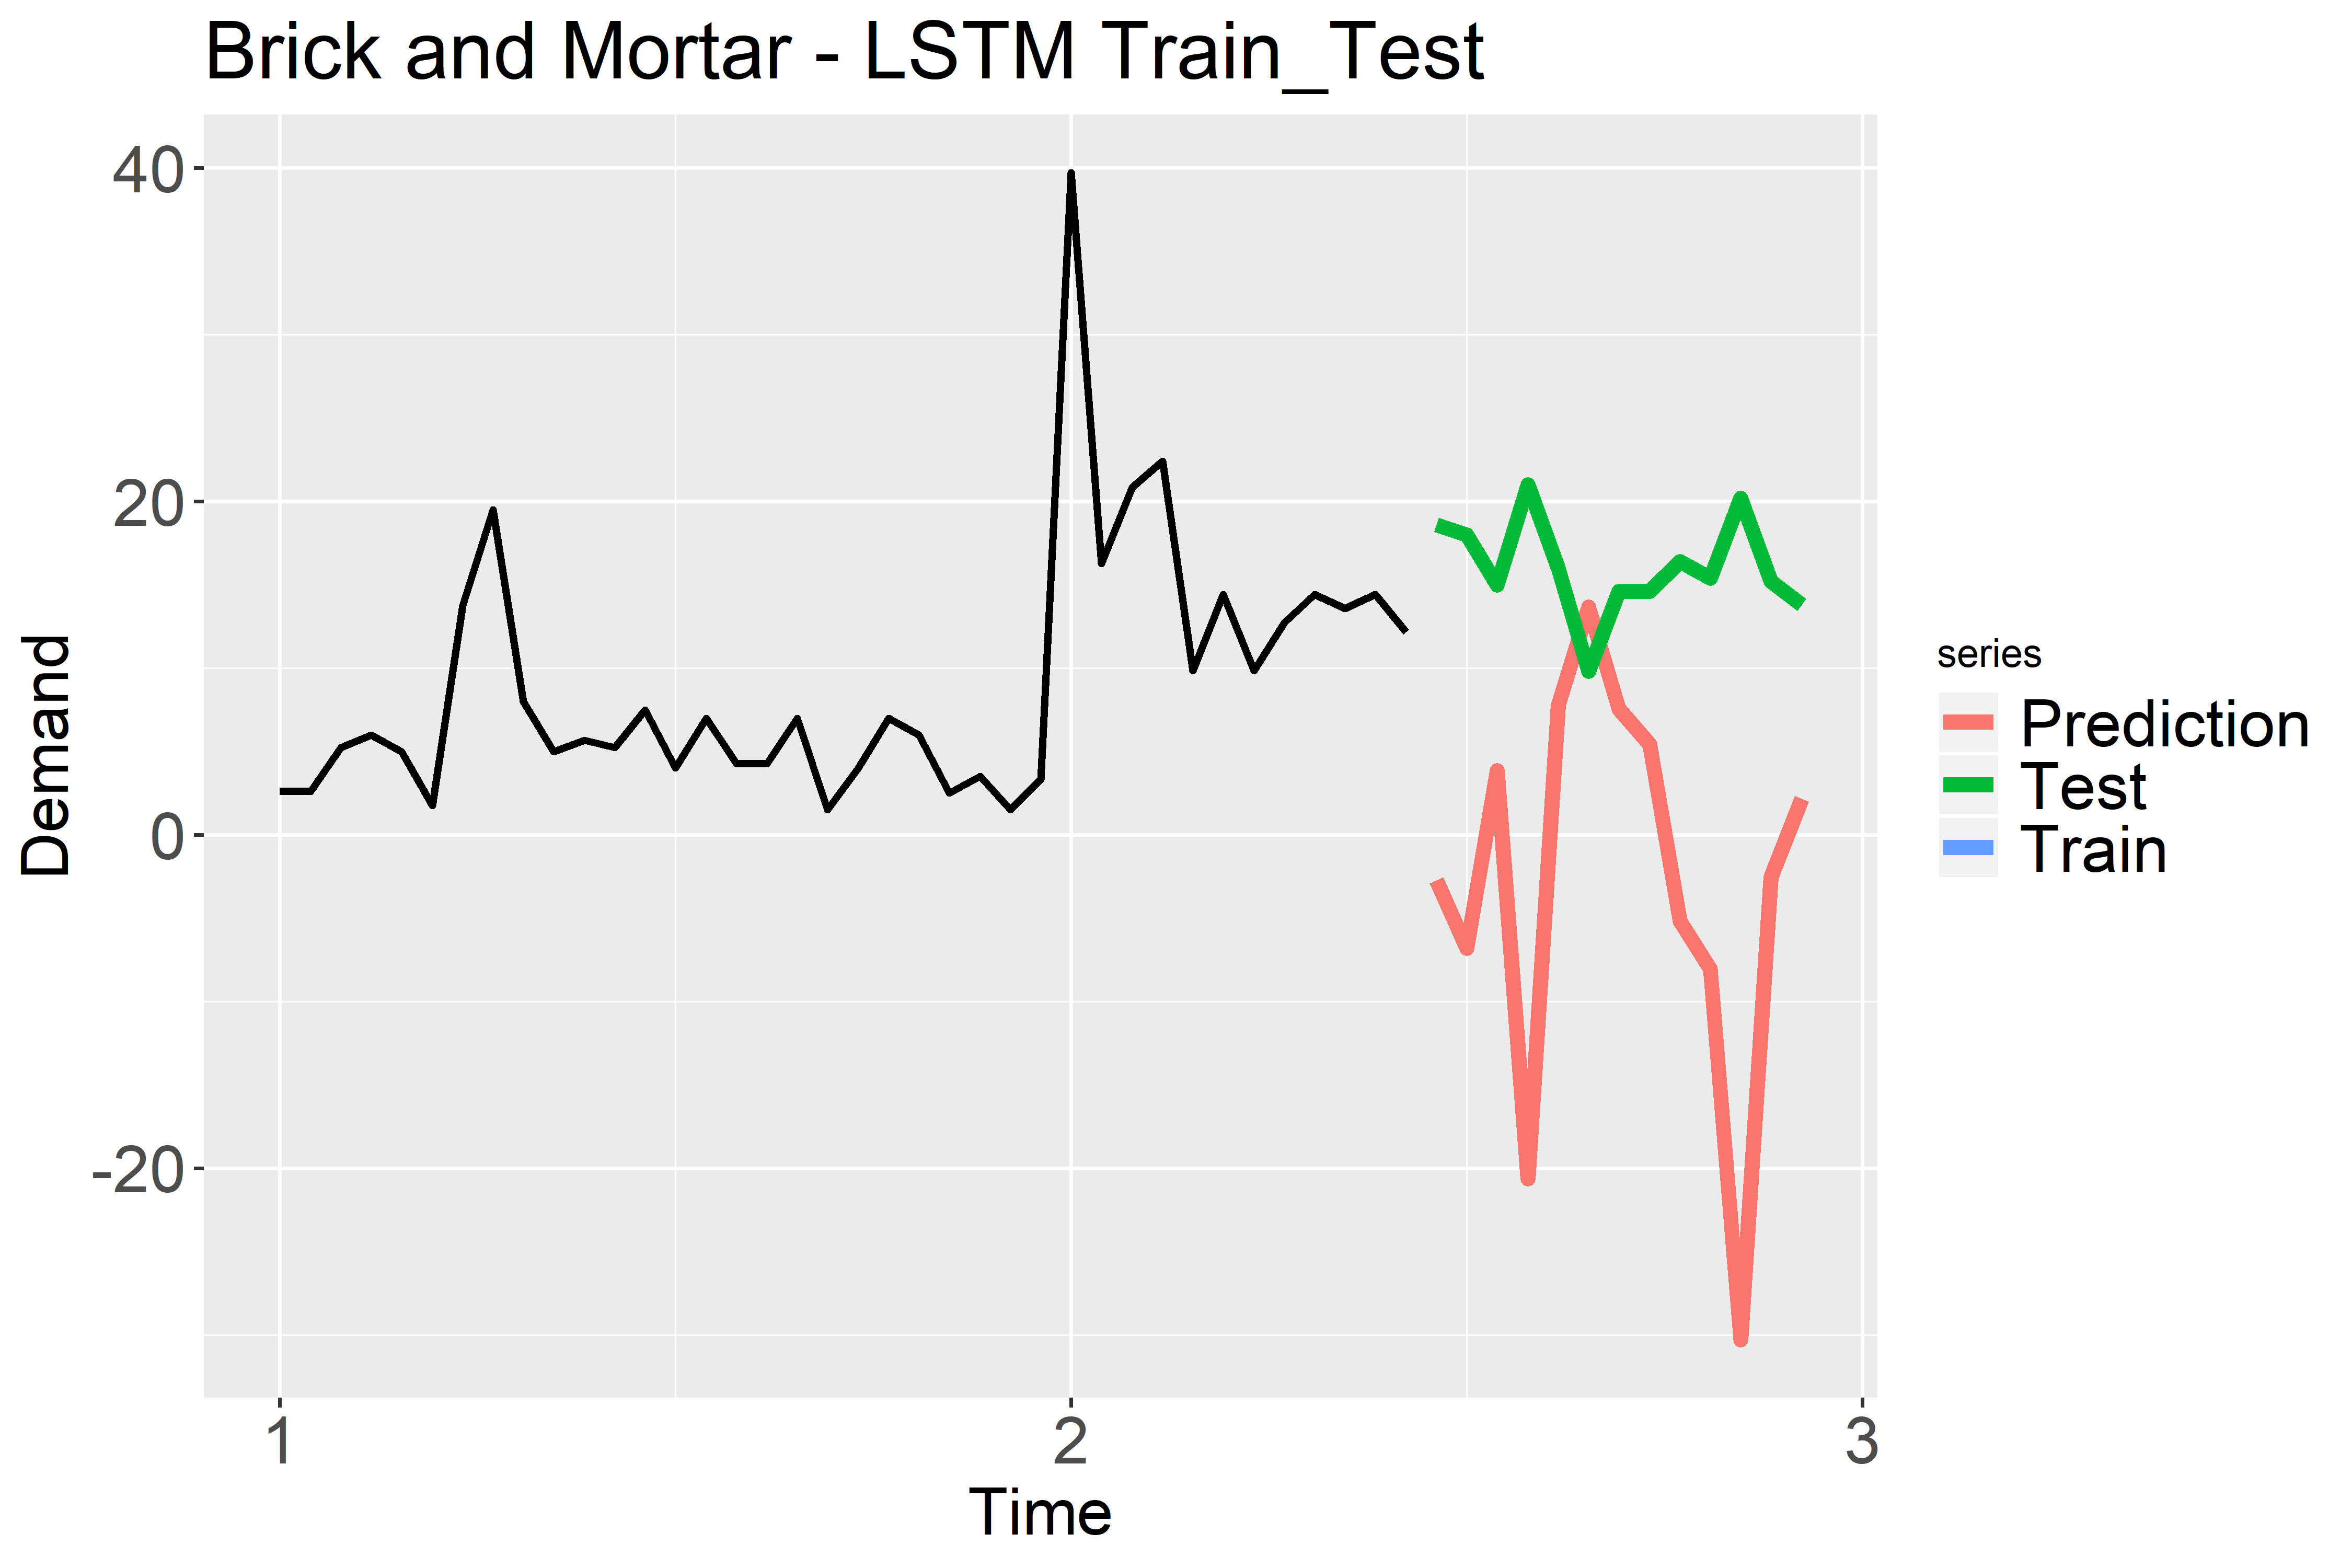 Brick and Mortar - LSTM Train_Test
40
20
0
-20
Demand
1
2
3
Time
series
Prediction
Test
Train